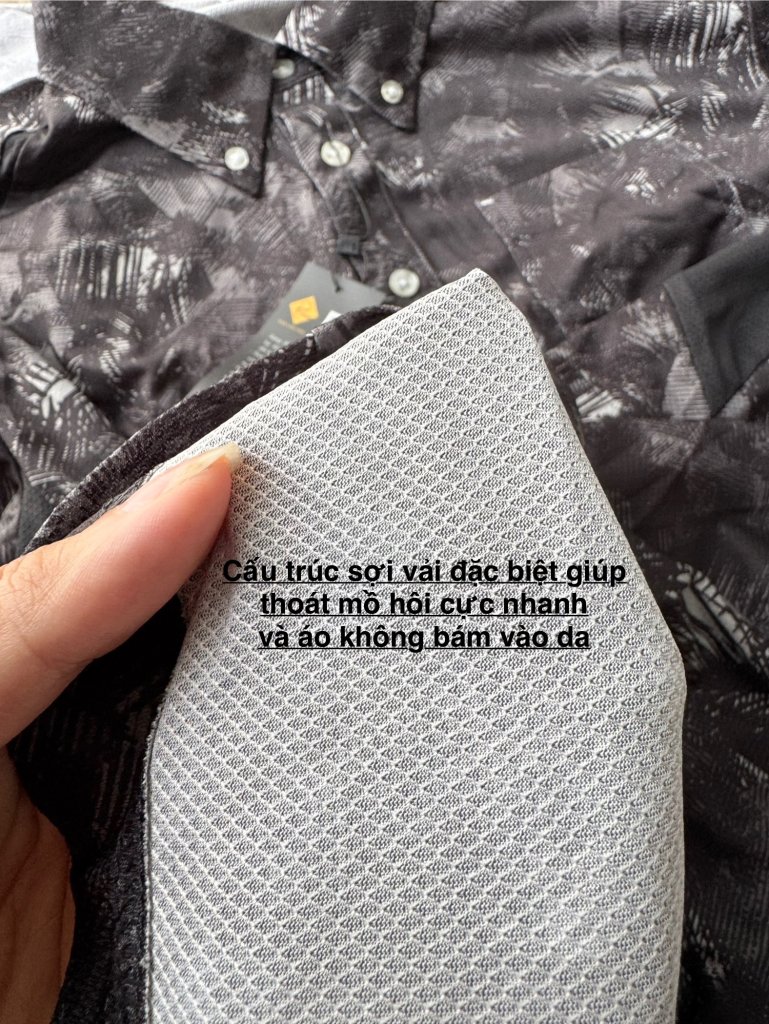 Cấu trúc sợi vải đặc biệt giúp
thoát mồ hôi cực nhanh
và áo không bám vào da